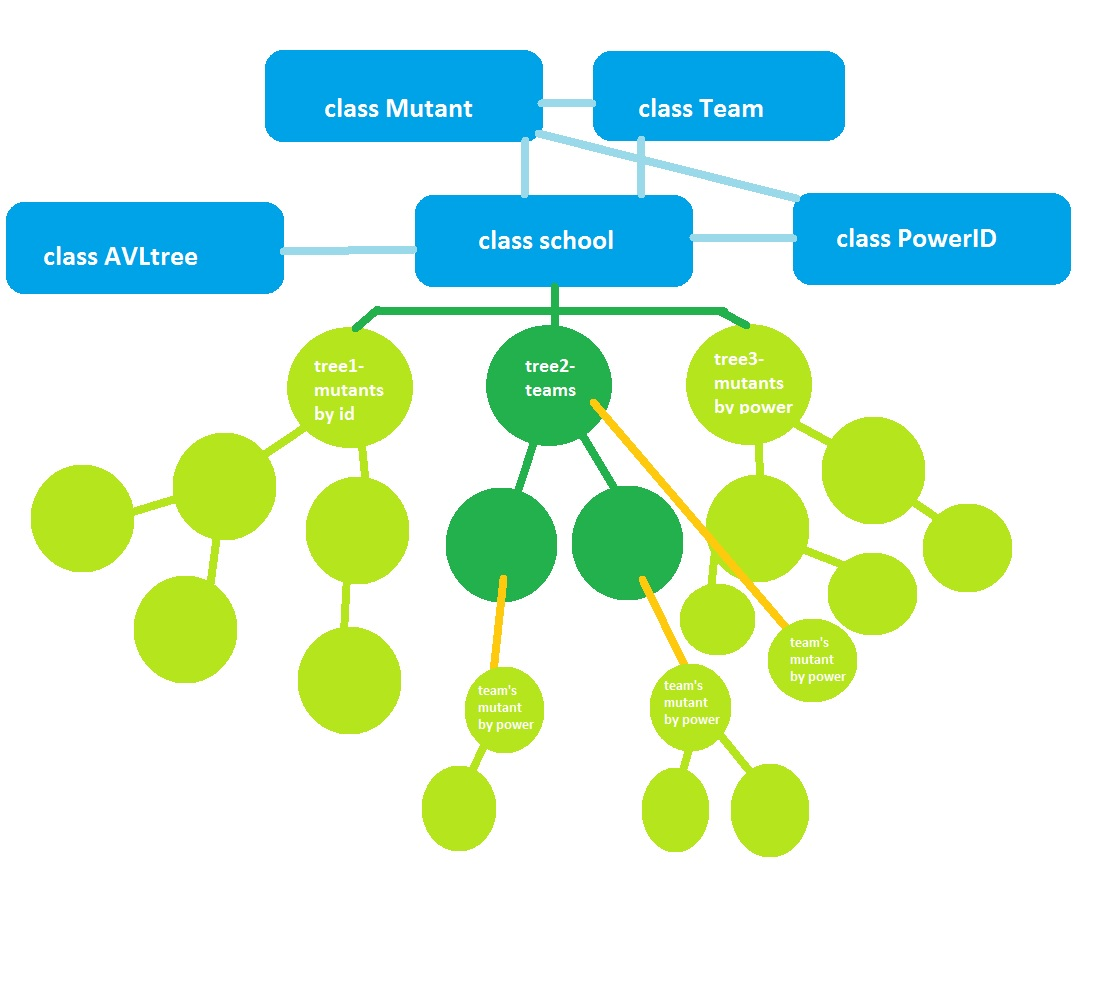 class Mutant
class Team
class AVLtree
class school
class PowerID
tree1-
mutants
by id
tree2-
teams
tree3-
mutants
by power
team's
mutant
by power
team's
mutant
by power
team's
mutant
by power